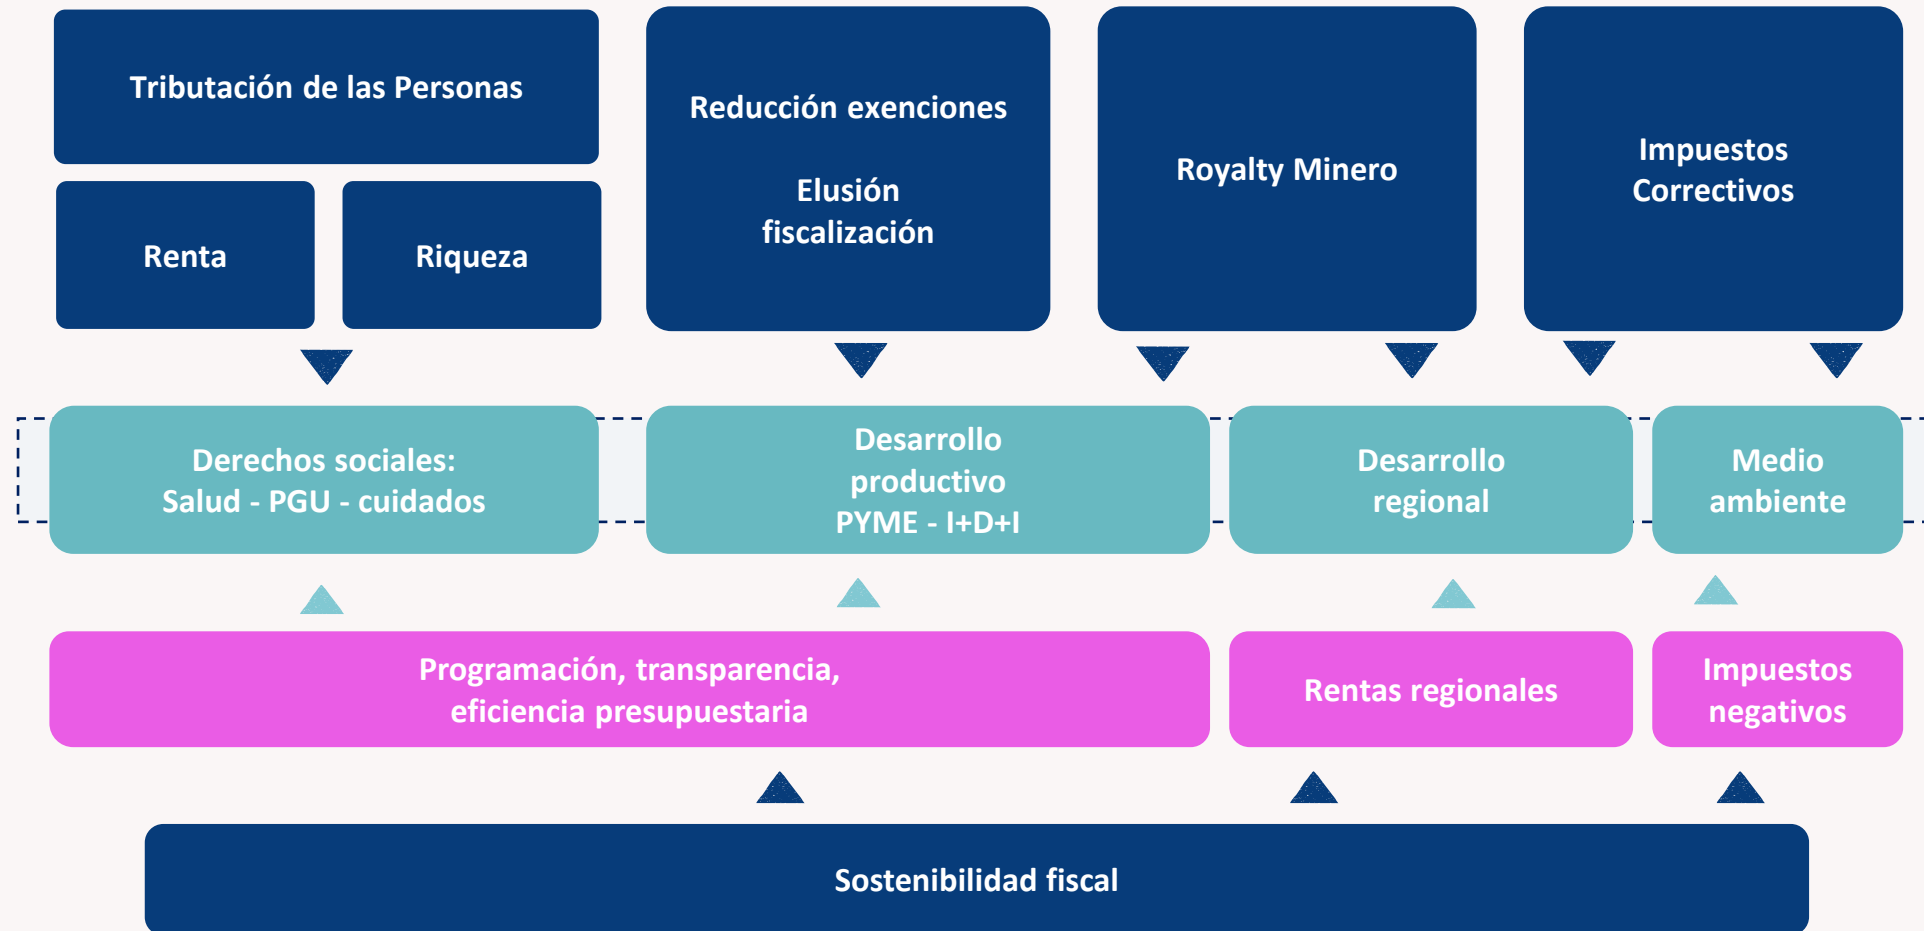 Tributación de las Personas
Renta
Riqueza
Reducción exenciones
Elusión
fiscalización
Royalty Minero
Impuestos
Correctivos
Derechos sociales:
Salud - PGU - cuidados
Desarrollo
productivo
PYME - I+D+I
Desarrollo
regional
Medio
ambiente
Programación, transparencia,
eficiencia presupuestaria
Rentas regionales
Impuestos
negativos
Sostenibilidad fiscal